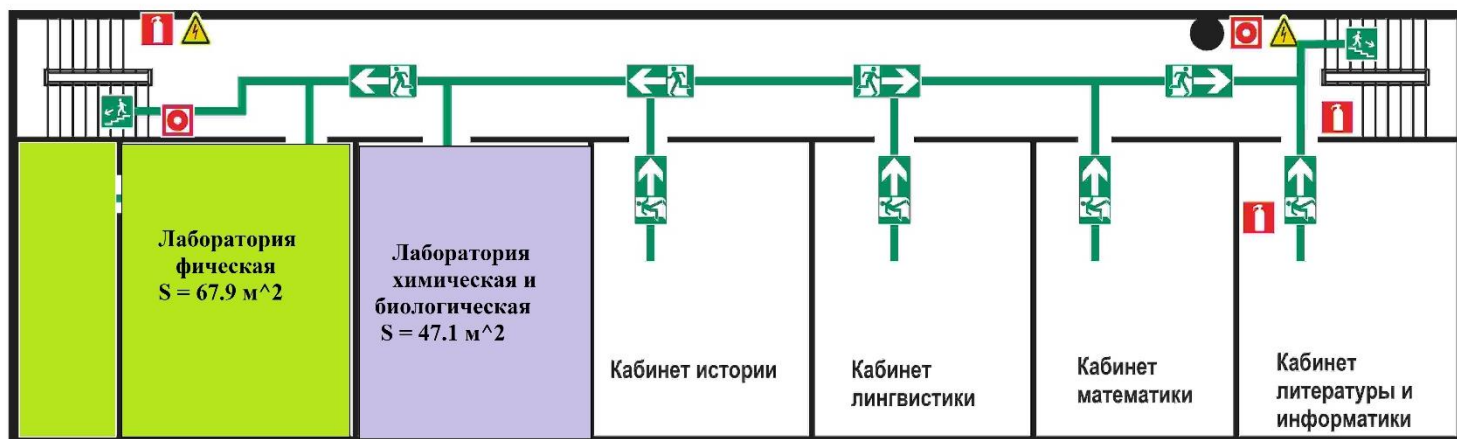 Лаборатория
фическая
S = 67.9 м^2
Лаборатория
химическая и
биологическая
S = 47.1 м^2
Кабинет истории
Кабинет
лингвистики
Кабинет
математики
Кабинет
литературы и
информатики